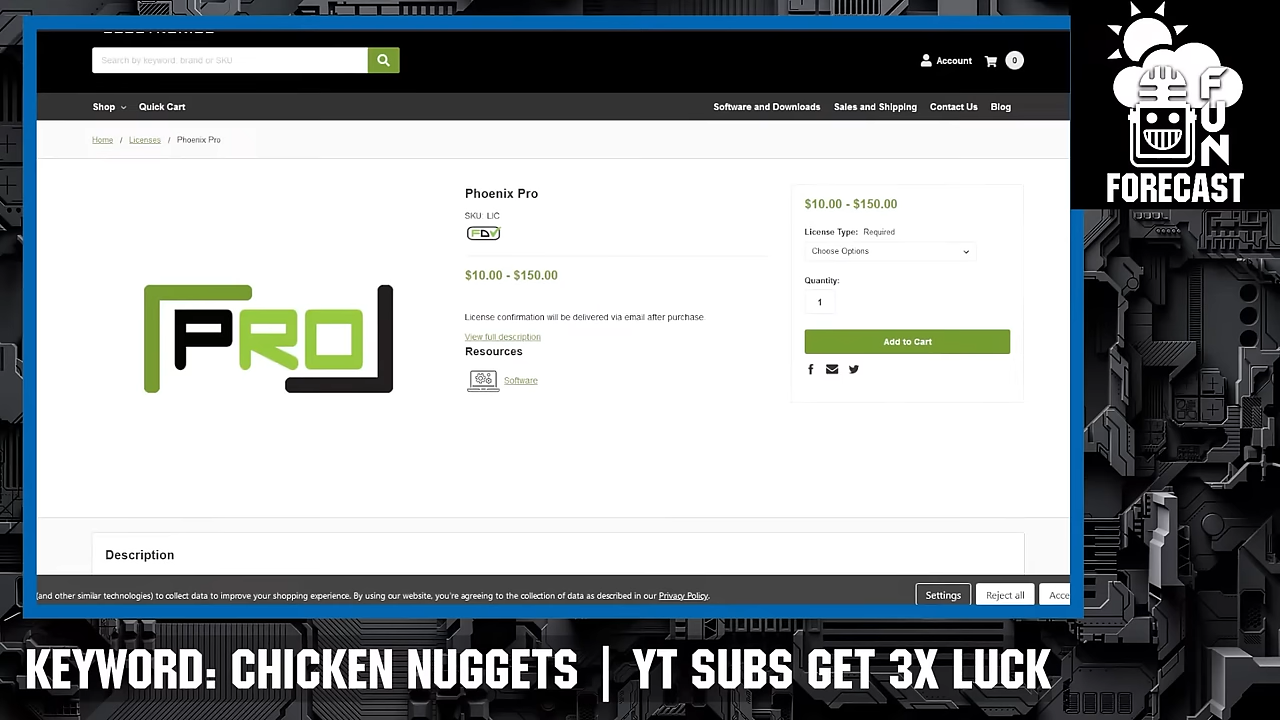 Search by keyword, brand or SKU
Account
0
Shop
Quick Cart
Software and Downloads
Sales and Shipping
Contact Us
Blog
Home / Licenses / Phoenix Pro
PRO
Phoenix Pro
SKU: LIC
FDV
$10.00 - $150.00
License confirmation will be delivered via email after purchase.
View full description
Resources
Software
$10.00 - $150.00
License Type: Required
Choose Options
Quantity:
1
Add to Cart
Description
(and other similar technologies) to collect data to improve your shopping experience. By using our website, you're agreeing to the collection of data as described in our Privacy Policy.
Settings
Reject all
Acce
FUN
FORECAST
KEYWORD: CHICKEN NUGGETS | YT SUBS GET 3X LUCK